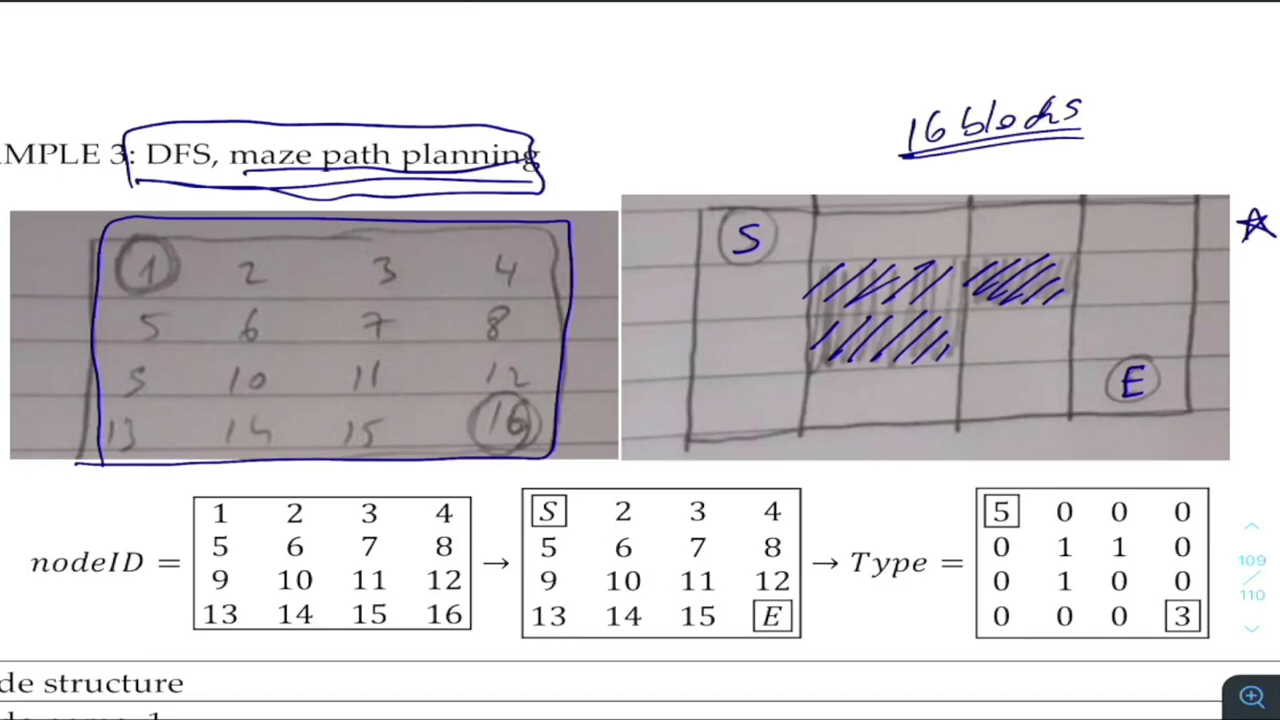 16 blocks
MPLE 3: DFS, maze path planning
1 2 3 4
5 6 7 8
9 10 11 12
13 14 15 16
S
E
nodeID =
1 2 3 4
5 6 7 8
9 10 11 12
13 14 15 16
→
S 2 3 4
5 6 7 8
9 10 11 12
13 14 15 E
→ Type =
5 0 0 0
0 1 1 0
0 1 0 0
0 0 0 3
109
/
110
de structure